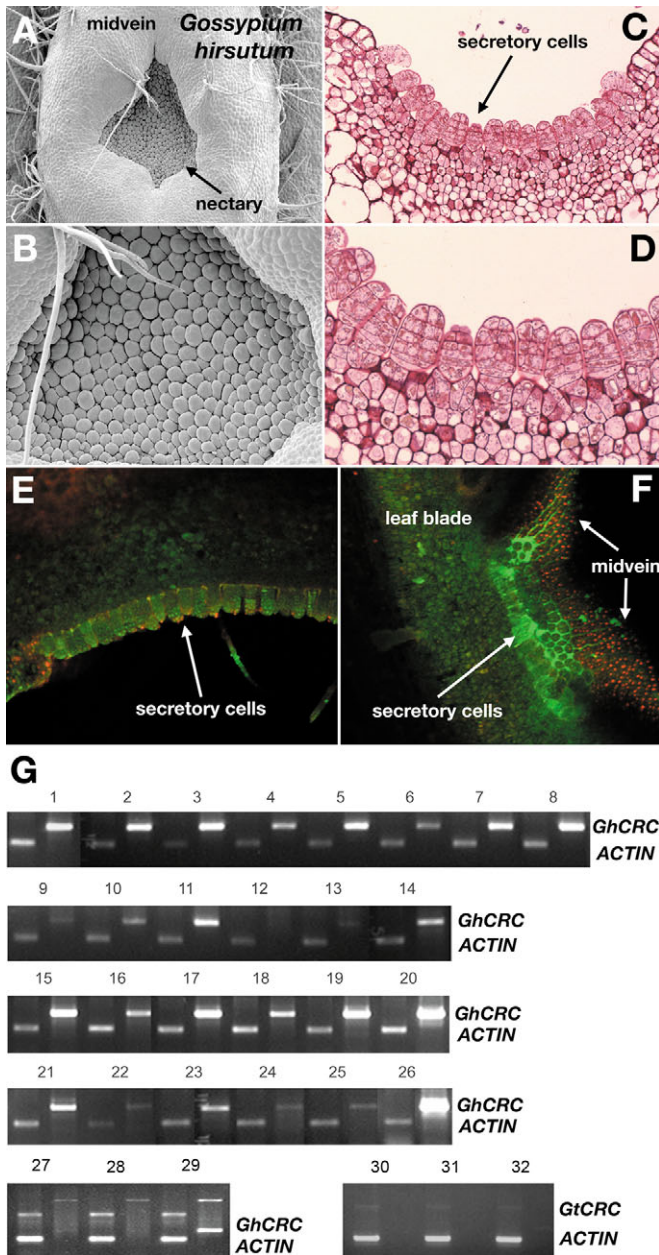 A
midvein
Gossypium
hirsutum
nectary
B
C
secretory cells
D
E
secretory cells
F
leaf blade
midvein
secretory cells
G
1 2 3 4 5 6 7 8
GhCRC
ACTIN
9 10 11 12 13 14
GhCRC
ACTIN
15 16 17 18 19 20
GhCRC
ACTIN
21 22 23 24 25 26
GhCRC
ACTIN
27 28 29
GhCRC
ACTIN
30 31 32
GtCRC
ACTIN